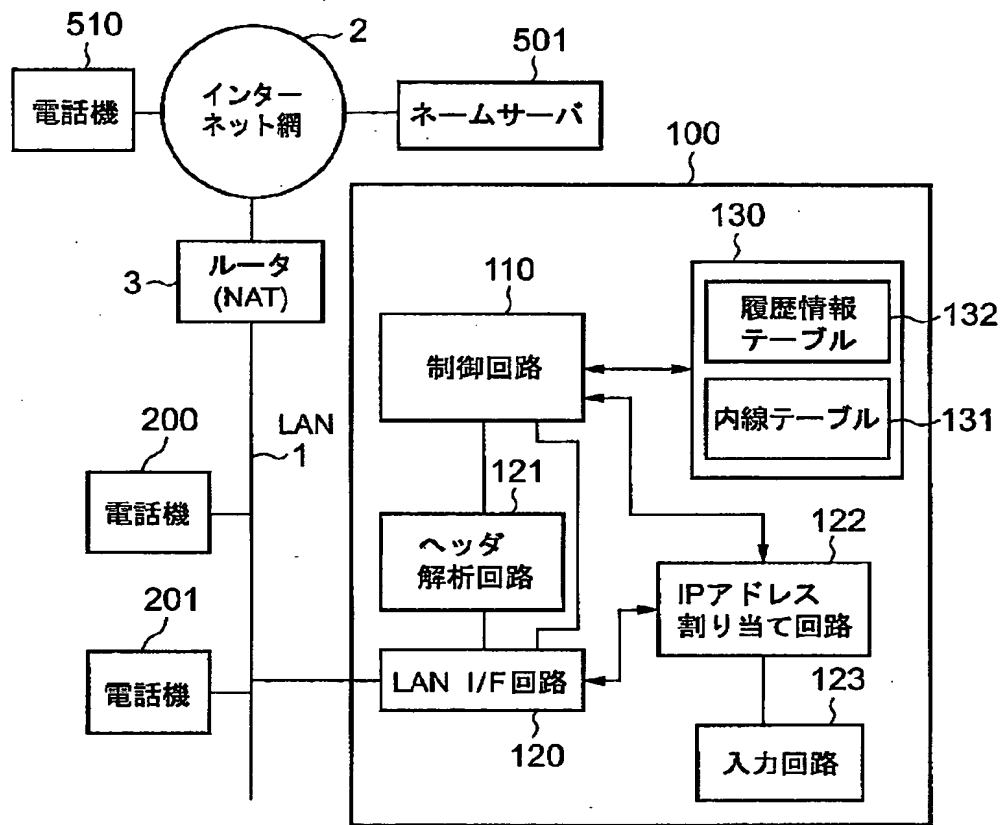 510
2
501
電話機
インター
ネット網
ネームサーバ
100
130
3
ルータ
(NAT)
110
履歴情報
テーブル
132
制御回路
内線テーブル
131
200
LAN
1
121
電話機
ヘッダ
解析回路
122
IPアドレス
割り当て回路
201
電話機
LAN I/F回路
120
123
入力回路